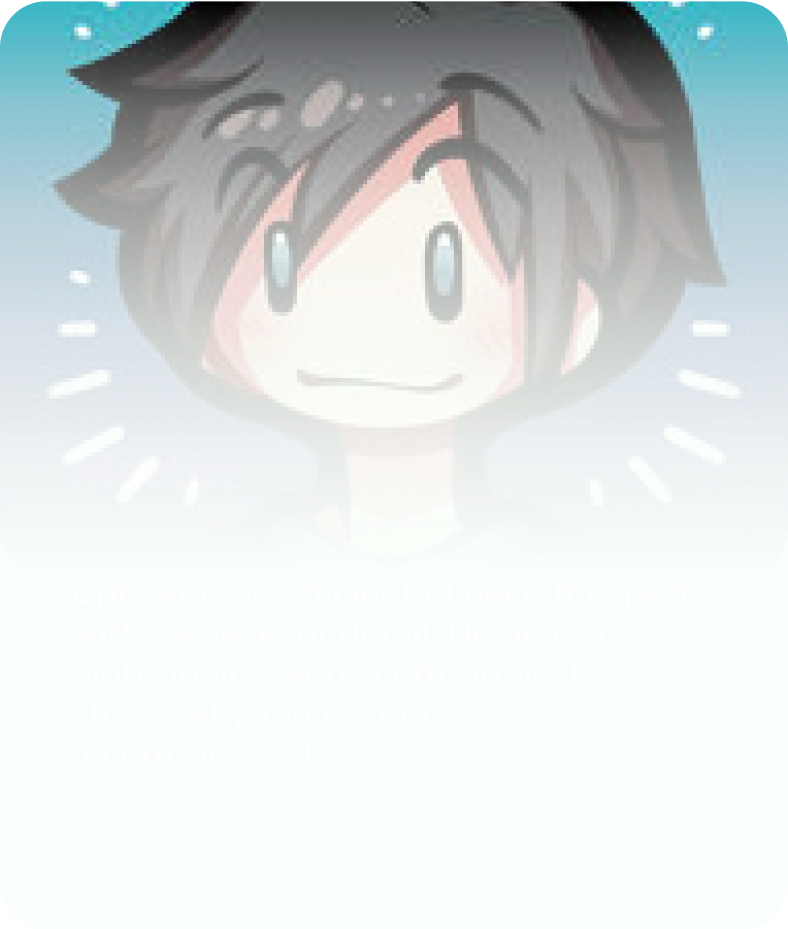 Upbeat is an efficient Minecraft expert
with a knack for detail. He delivers
high-quality work, communicates
effectively, and is highly
recommended.